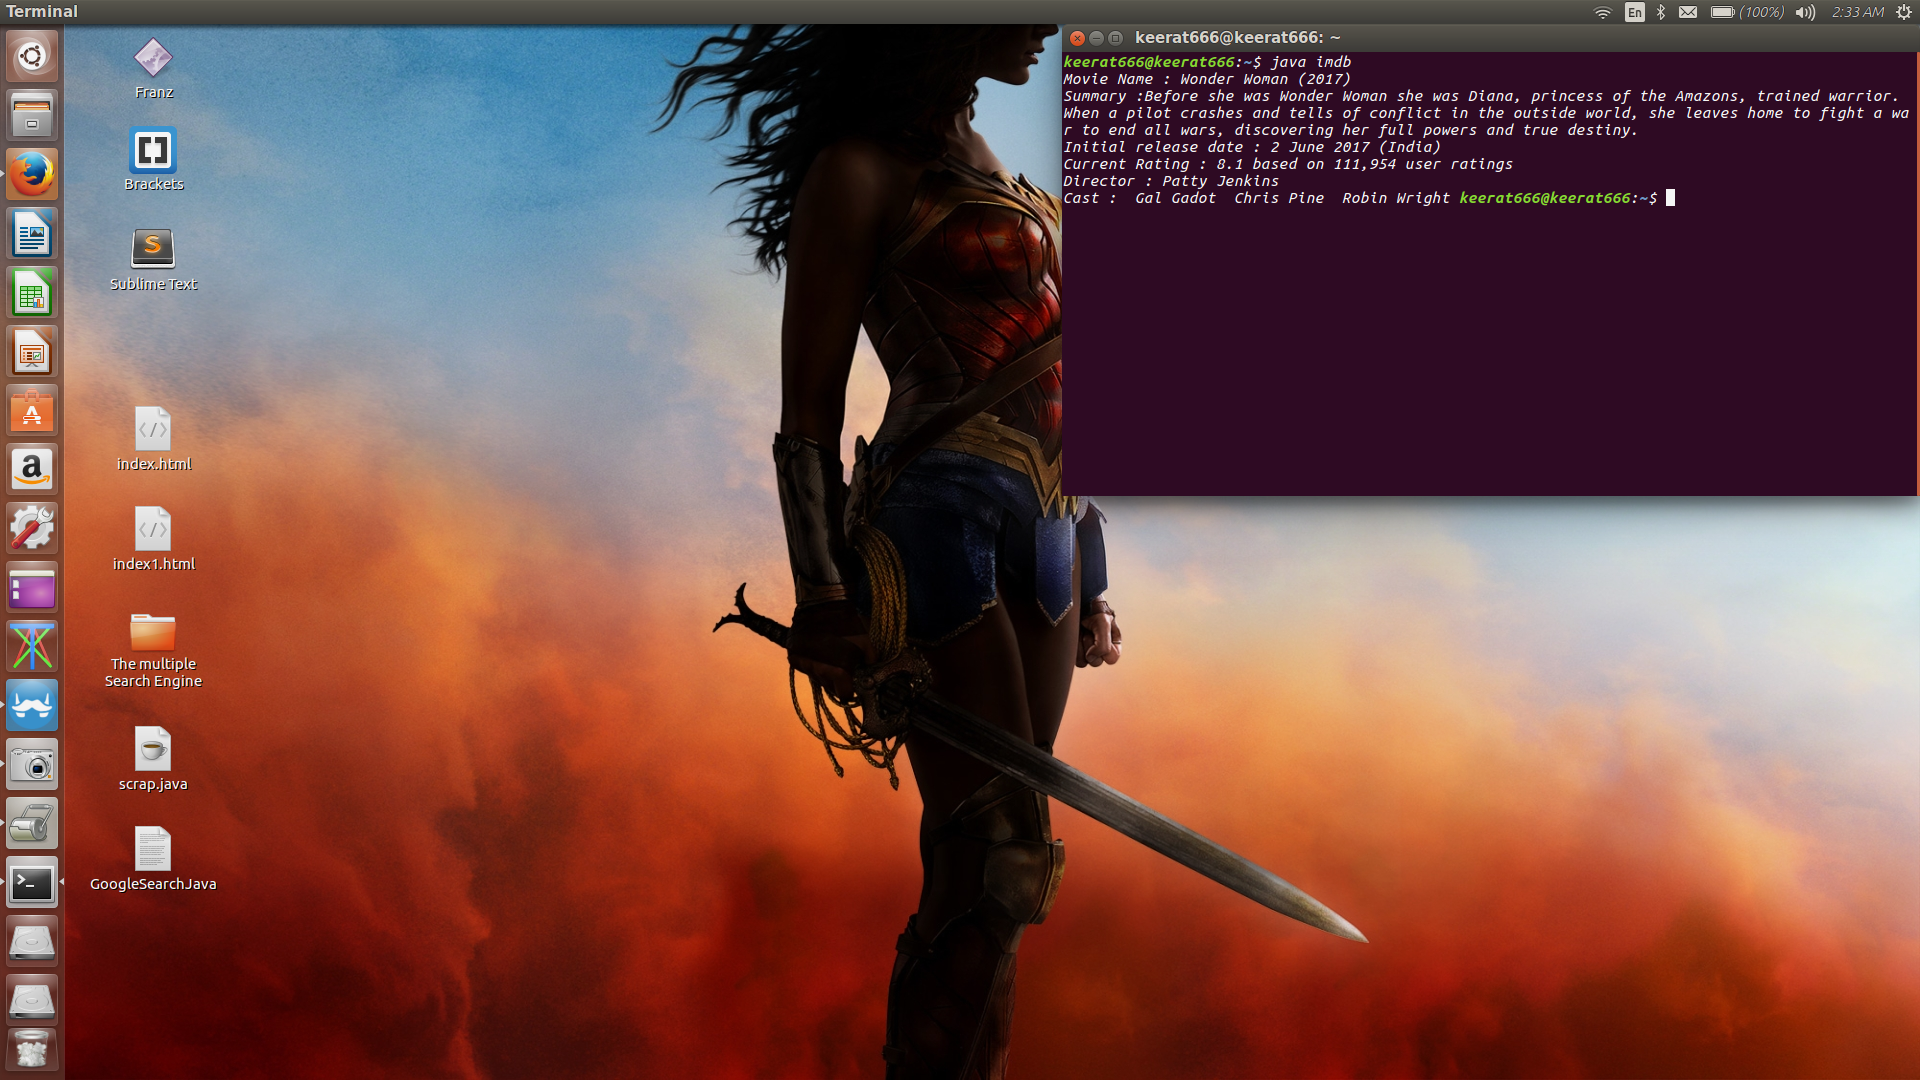 Terminal
En
(100%)
2:33 AM
Franz
Brackets
Sublime Text
index.html
index1.html
The multiple
Search Engine
scrap.java
GoogleSearchJava
keerat666@keerat666: ~
keerat666@keerat666:~$ java imdb
Movie Name : Wonder Woman (2017)
Summary :Before she was Wonder Woman she was Diana, princess of the Amazons, trained warrior.
When a pilot crashes and tells of conflict in the outside world, she leaves home to fight a wa
r to end all wars, discovering her full powers and true destiny.
Initial release date : 2 June 2017 (India)
Current Rating : 8.1 based on 111,954 user ratings
Director : Patty Jenkins
Cast :  Gal Gadot  Chris Pine  Robin Wright keerat666@keerat666:~$